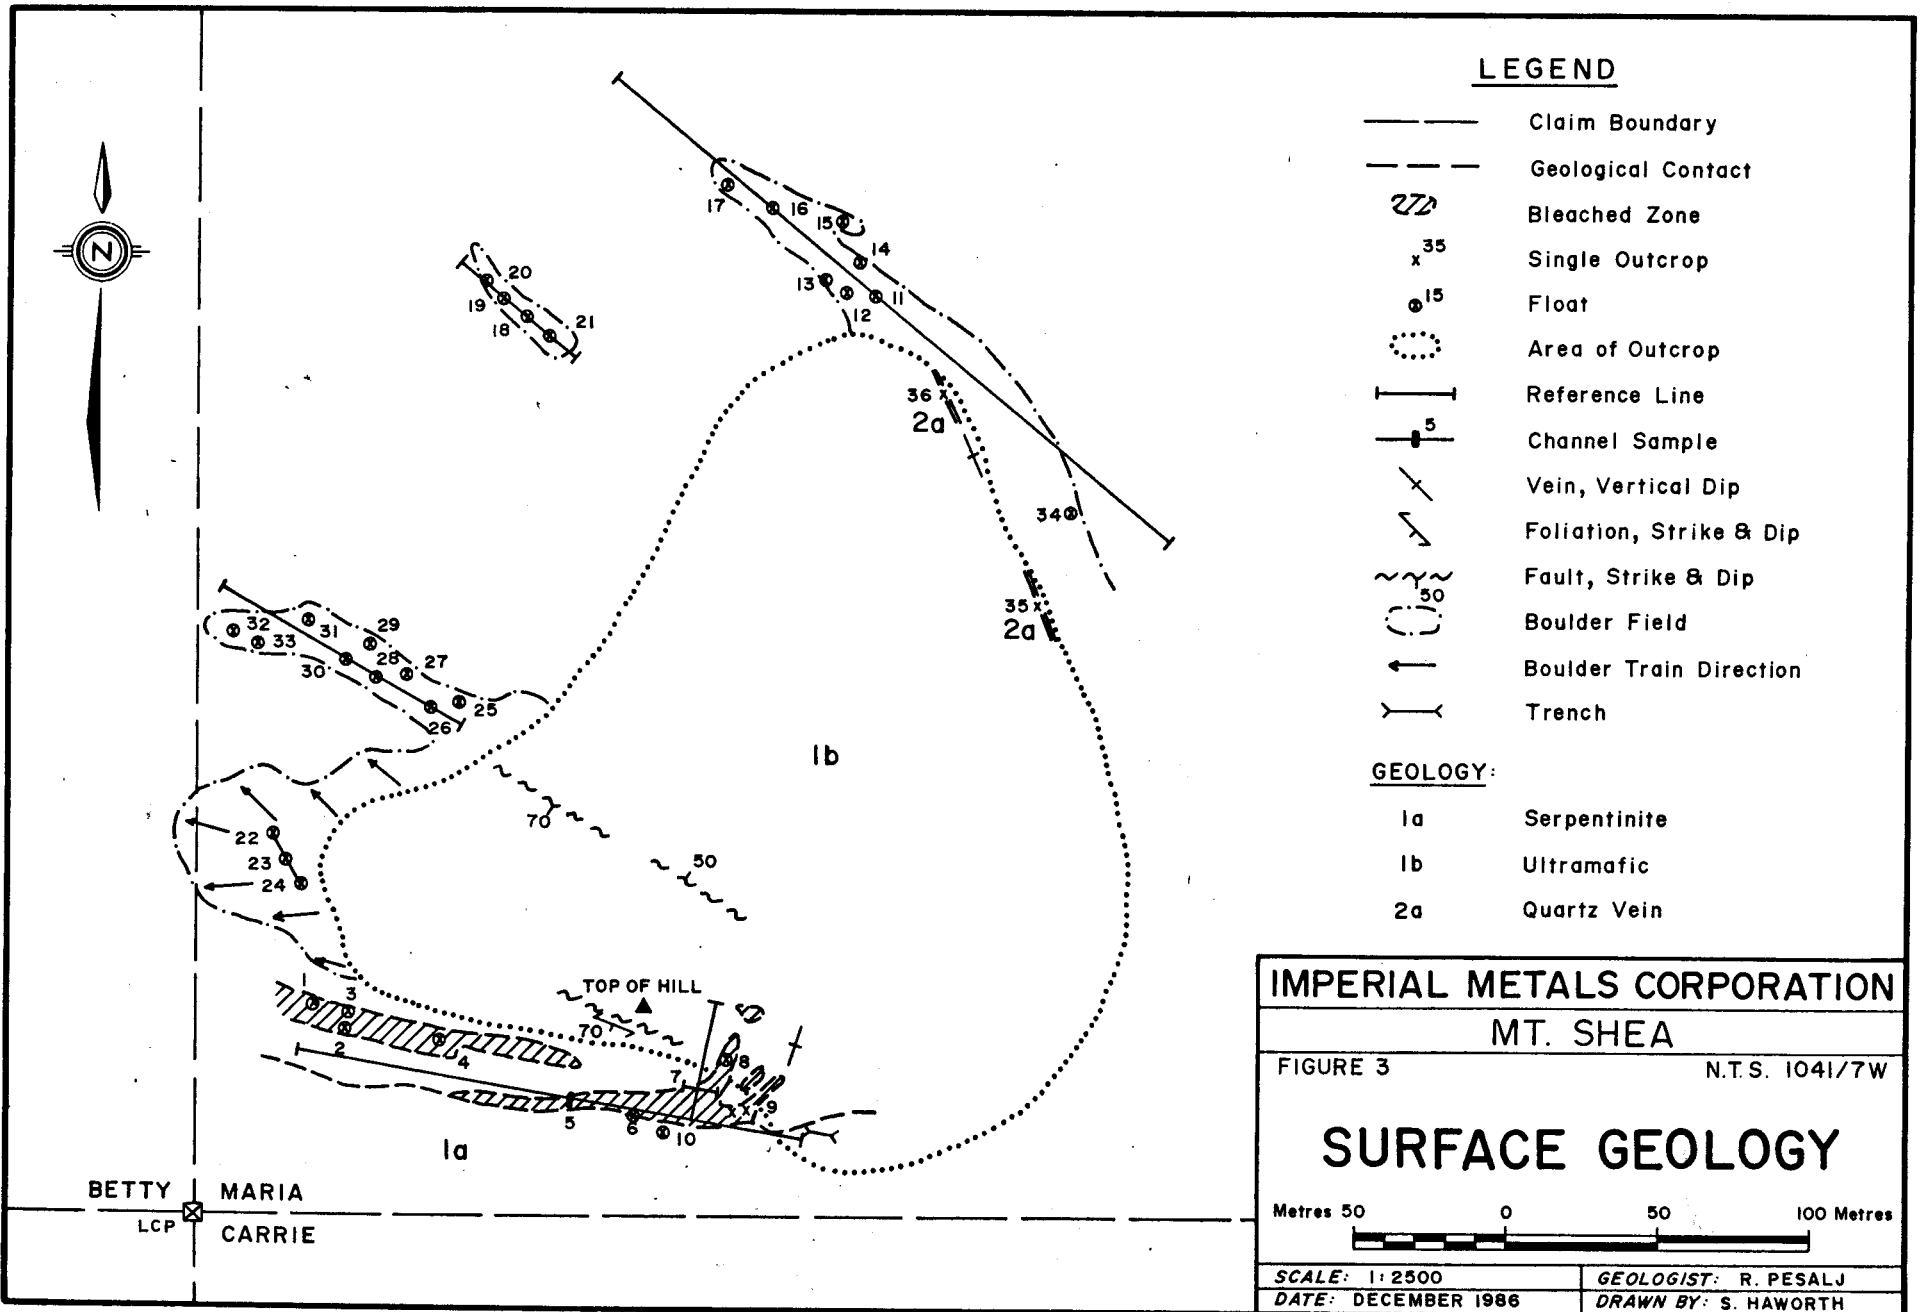 LEGEND
Claim Boundary
Geological Contact
Bleached Zone
35
Single Outcrop
15
Float
Area of Outcrop
Reference Line
5
Channel Sample
Vein, Vertical Dip
Foliation, Strike & Dip
50
Fault, Strike & Dip
Boulder Field
Boulder Train Direction
Trench
GEOLOGY:
1a Serpentinite
1b Ultramafic
2a Quartz Vein
N
17
16
15
14
13
12
11
20
19
18
21
36
2a
34
35
2a
32
33
31
29
28
27
30
25
26
1b
70
50
22
23
24
TOP OF HILL
70
1
3
2
4
5
6
7
8
9
10
1a
BETTY
MARIA
LCP
CARRIE
IMPERIAL METALS CORPORATION
MT. SHEA
FIGURE 3
N.T.S. 104I/7W
SURFACE GEOLOGY
Metres 50 0 50 100 Metres
SCALE: 1:2500
GEOLOGIST: R. PESALJ
DATE: DECEMBER 1986
DRAWN BY: S. HAWORTH